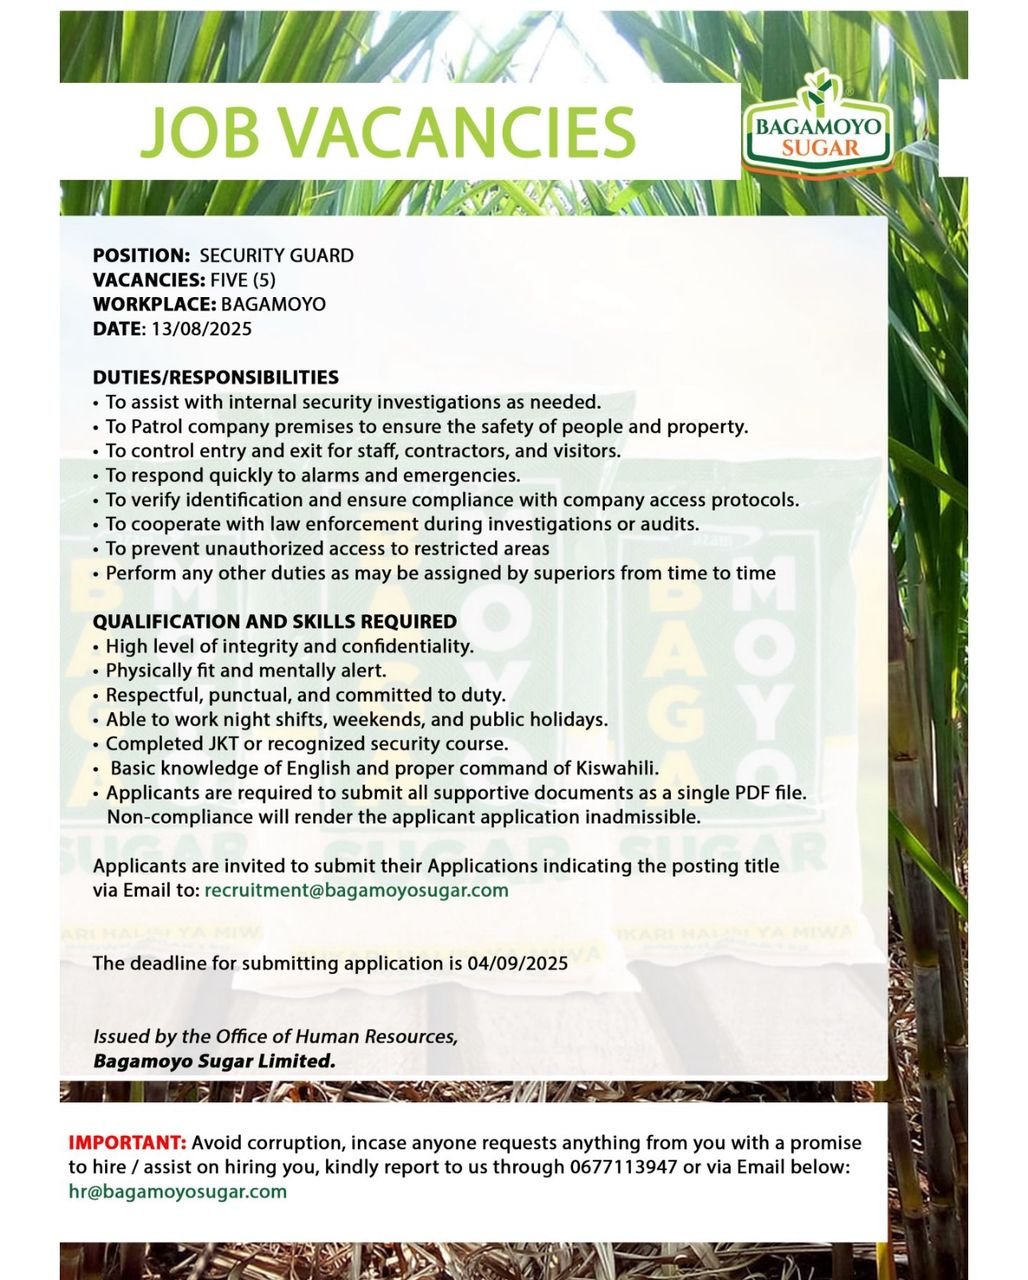 JOB VACANCIES
BAGAMOYO
SUGAR
POSITION: SECURITY GUARD
VACANCIES: FIVE (5)
WORKPLACE: BAGAMOYO
DATE: 13/08/2025
DUTIES/RESPONSIBILITIES
• To assist with internal security investigations as needed.
• To Patrol company premises to ensure the safety of people and property.
• To control entry and exit for staff, contractors, and visitors.
• To respond quickly to alarms and emergencies.
• To verify identification and ensure compliance with company access protocols.
• To cooperate with law enforcement during investigations or audits.
• To prevent unauthorized access to restricted areas
• Perform any other duties as may be assigned by superiors from time to time
QUALIFICATION AND SKILLS REQUIRED
• High level of integrity and confidentiality.
• Physically fit and mentally alert.
• Respectful, punctual, and committed to duty.
• Able to work night shifts, weekends, and public holidays.
• Completed JKT or recognized security course.
• Basic knowledge of English and proper command of Kiswahili.
• Applicants are required to submit all supportive documents as a single PDF file.
Non-compliance will render the applicant application inadmissible.
Applicants are invited to submit their Applications indicating the posting title
via Email to: recruitment@bagamoyosugar.com
The deadline for submitting application is 04/09/2025
Issued by the Office of Human Resources,
Bagamoyo Sugar Limited.
IMPORTANT: Avoid corruption, incase anyone requests anything from you with a promise
to hire / assist on hiring you, kindly report to us through 0677113947 or via Email below:
hr@bagamoyosugar.com